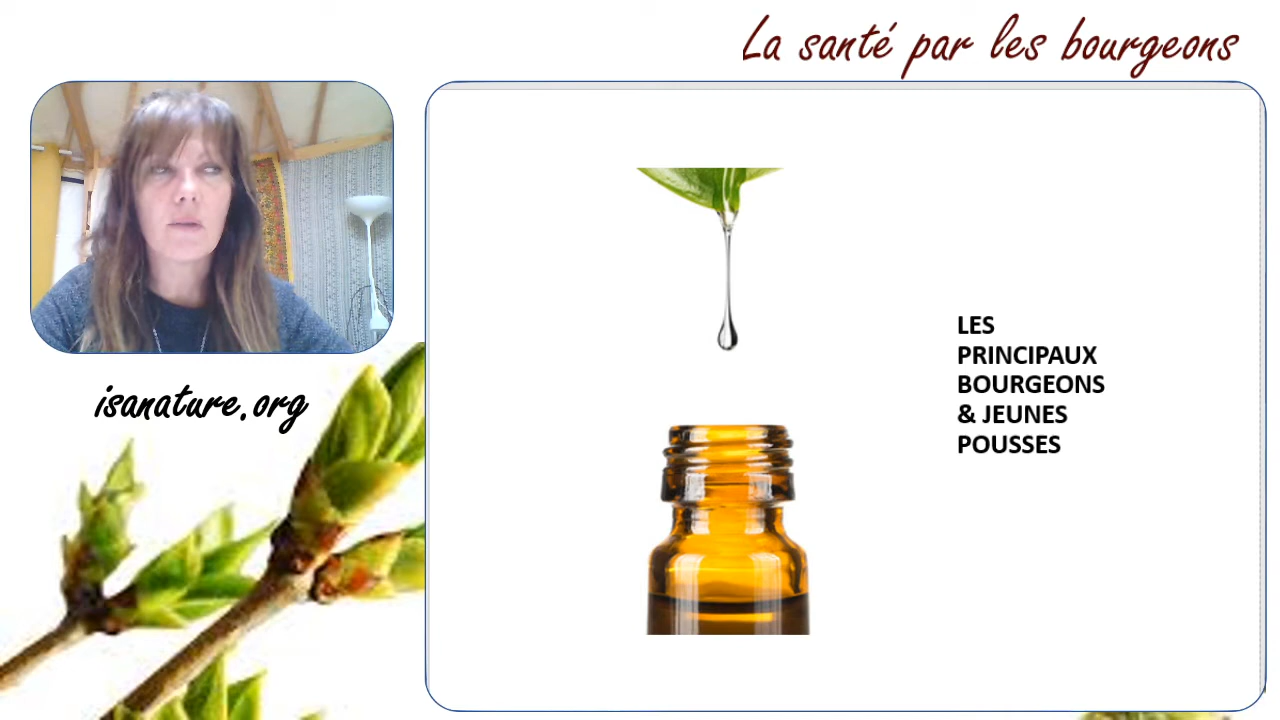 La santé par les bourgeons
isanature.org
LES
PRINCIPAUX
BOURGEONS
& JEUNES
POUSSES